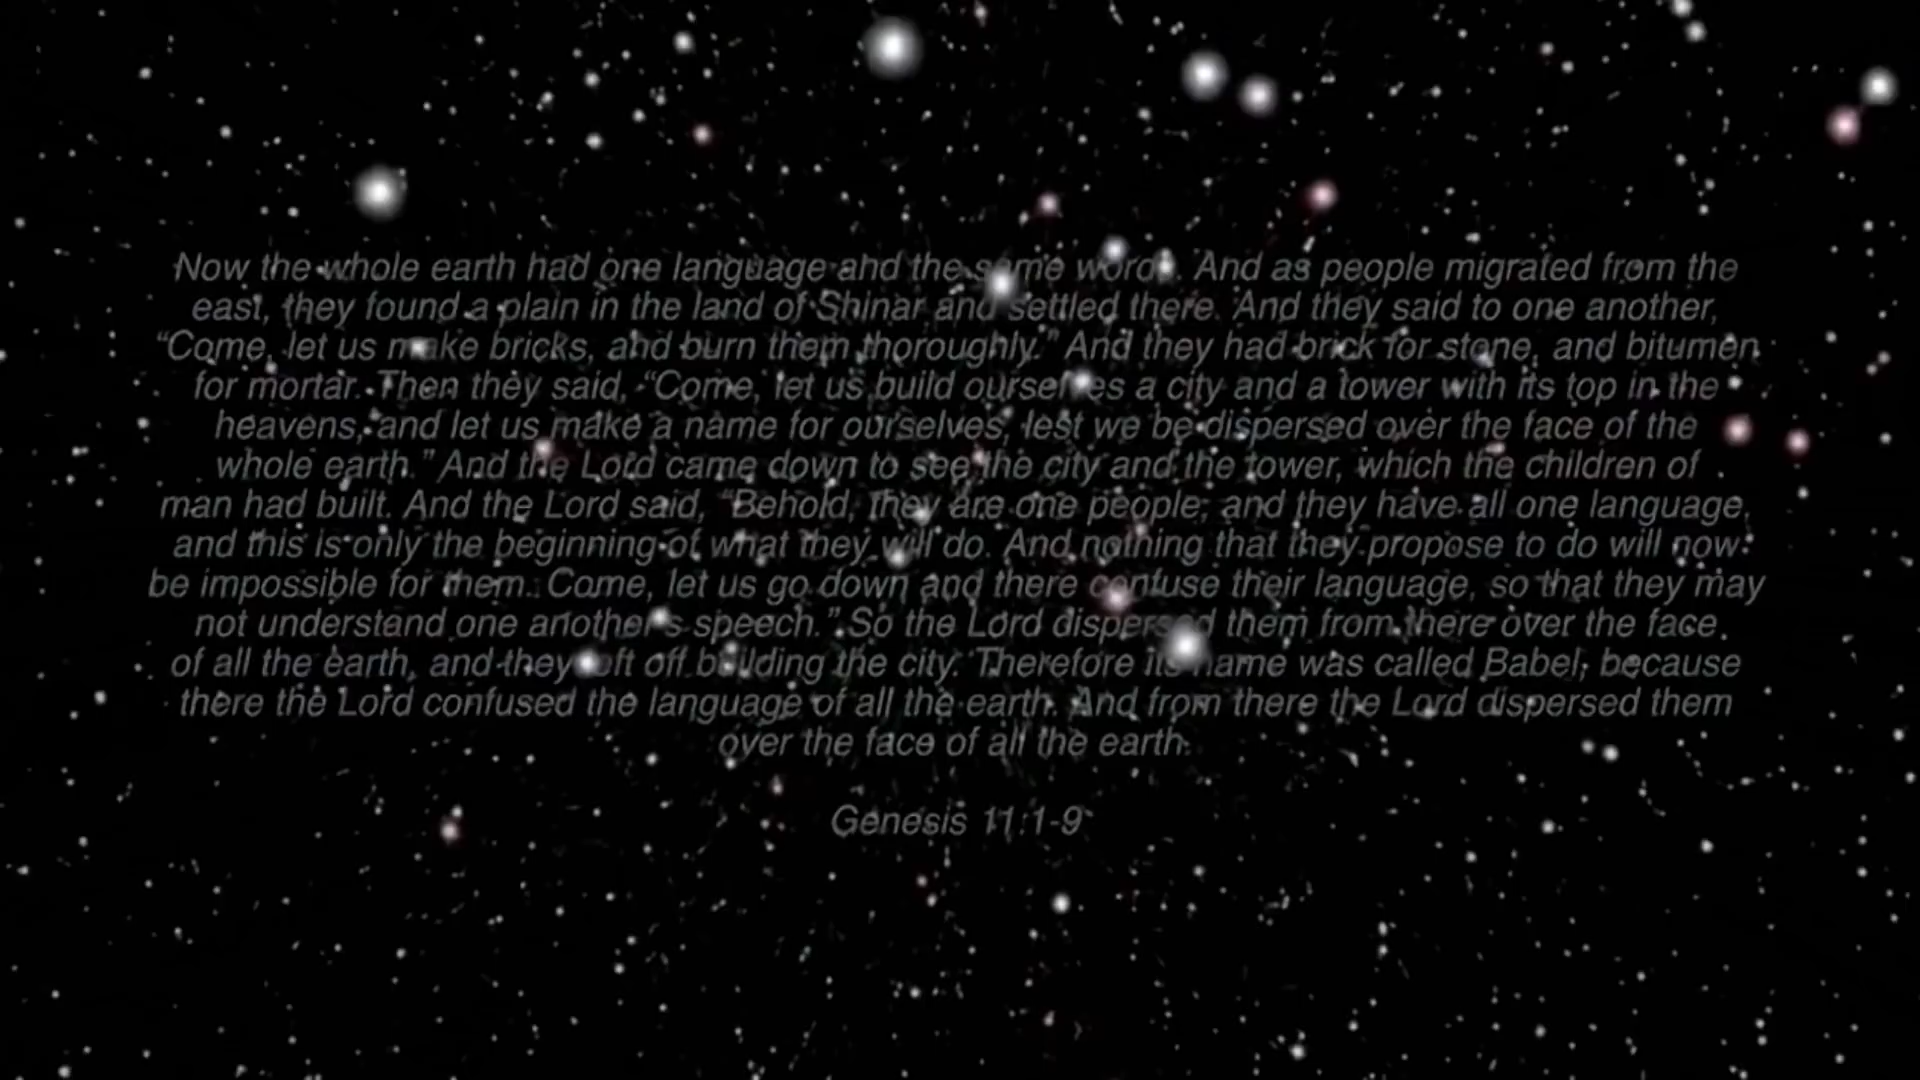 Now the whole earth had one language and the same words. And as people migrated from the
east, they found a plain in the land of Shinar and settled there. And they said to one another,
“Come, let us make bricks, and burn them thoroughly.” And they had brick for stone, and bitumen
for mortar. Then they said, “Come, let us build ourselves a city and a tower with its top in the
heavens, and let us make a name for ourselves, lest we be dispersed over the face of the
whole earth.” And the Lord came down to see the city and the tower, which the children of
man had built. And the Lord said, “Behold, they are one people, and they have all one language,
and this is only the beginning of what they will do. And nothing that they propose to do will now
be impossible for them. Come, let us go down and there confuse their language, so that they may
not understand one another's speech.” So the Lord dispersed them from there over the face
of all the earth, and they left off building the city. Therefore its name was called Babel, because
there the Lord confused the language of all the earth. And from there the Lord dispersed them
over the face of all the earth.
Genesis 11:1-9